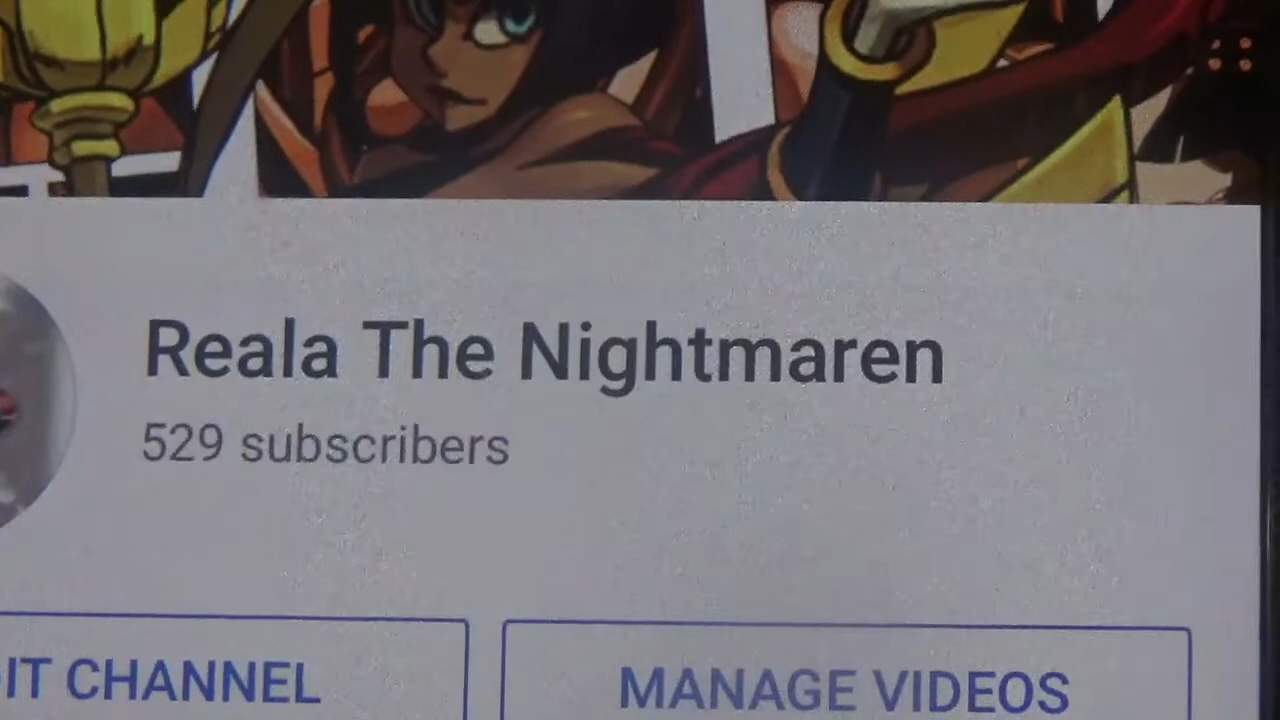 Reala The Nightmaren
529 subscribers
IT CHANNEL
MANAGE VIDEOS